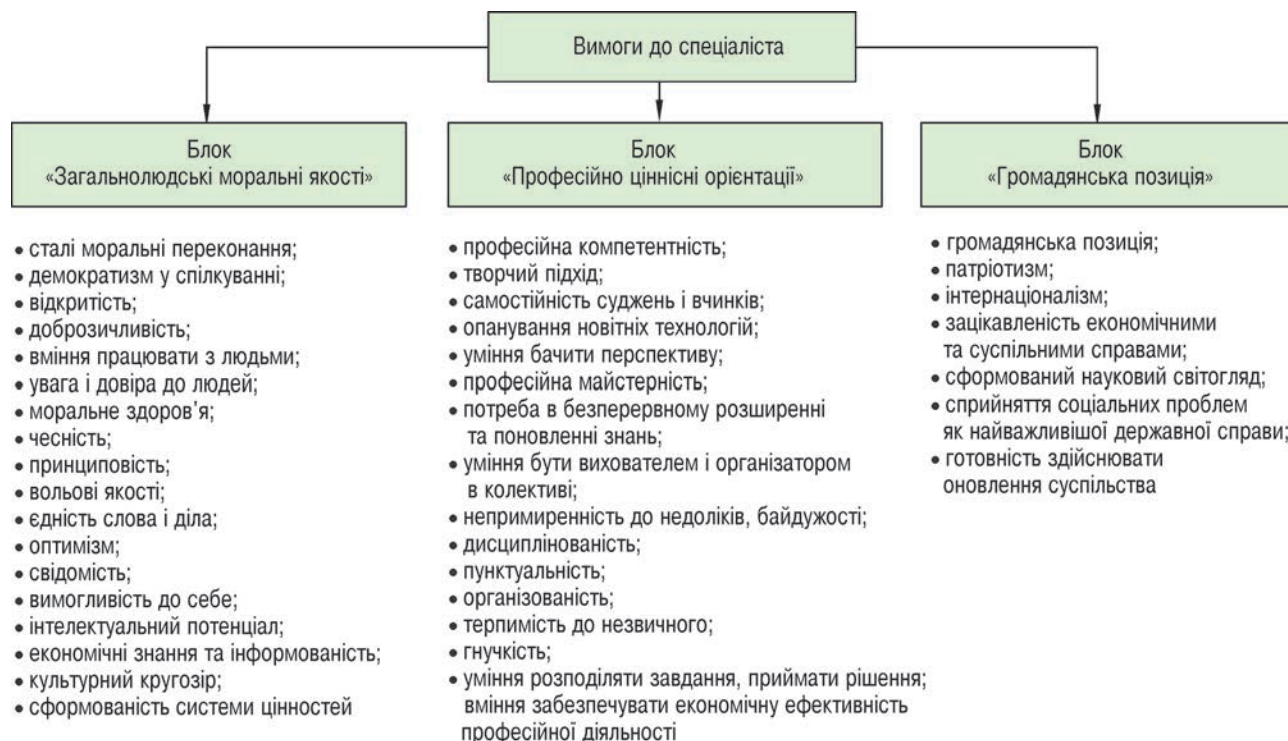 Вимоги до спеціаліста
Блок
«Загальнолюдські моральні якості»
• сталі моральні переконання;
• демократизм у спілкуванні;
• відкритість;
• доброзичливість;
• вміння працювати з людьми;
• увага і довіра до людей;
• моральне здоров'я;
• чесність;
• принциповість;
• вольові якості;
• єдність слова і діла;
• оптимізм;
• свідомість;
• вимогливість до себе;
• інтелектуальний потенціал;
• економічні знання та інформованість;
• культурний кругозір;
• сформованість системи цінностей
Блок
«Професійно ціннісні орієнтації»
• професійна компетентність;
• творчий підхід;
• самостійність суджень і вчинків;
• опанування новітніх технологій;
• уміння бачити перспективу;
• професійна майстерність;
• потреба в безперервному розширенні
та поновленні знань;
• уміння бути вихователем і організатором
в колективі;
• непримиренність до недоліків, байдужості;
• дисциплінованість;
• пунктуальність;
• організованість;
• терпимість до незвичного;
• гнучкість;
• уміння розподіляти завдання, приймати рішення;
вміння забезпечувати економічну ефективність
професійної діяльності
Блок
«Громадянська позиція»
• громадянська позиція;
• патріотизм;
• інтернаціоналізм;
• зацікавленість економічними
та суспільними справами;
• сформований науковий світогляд;
• сприйняття соціальних проблем
як найважливішої державної справи;
• готовність здійснювати
оновлення суспільства